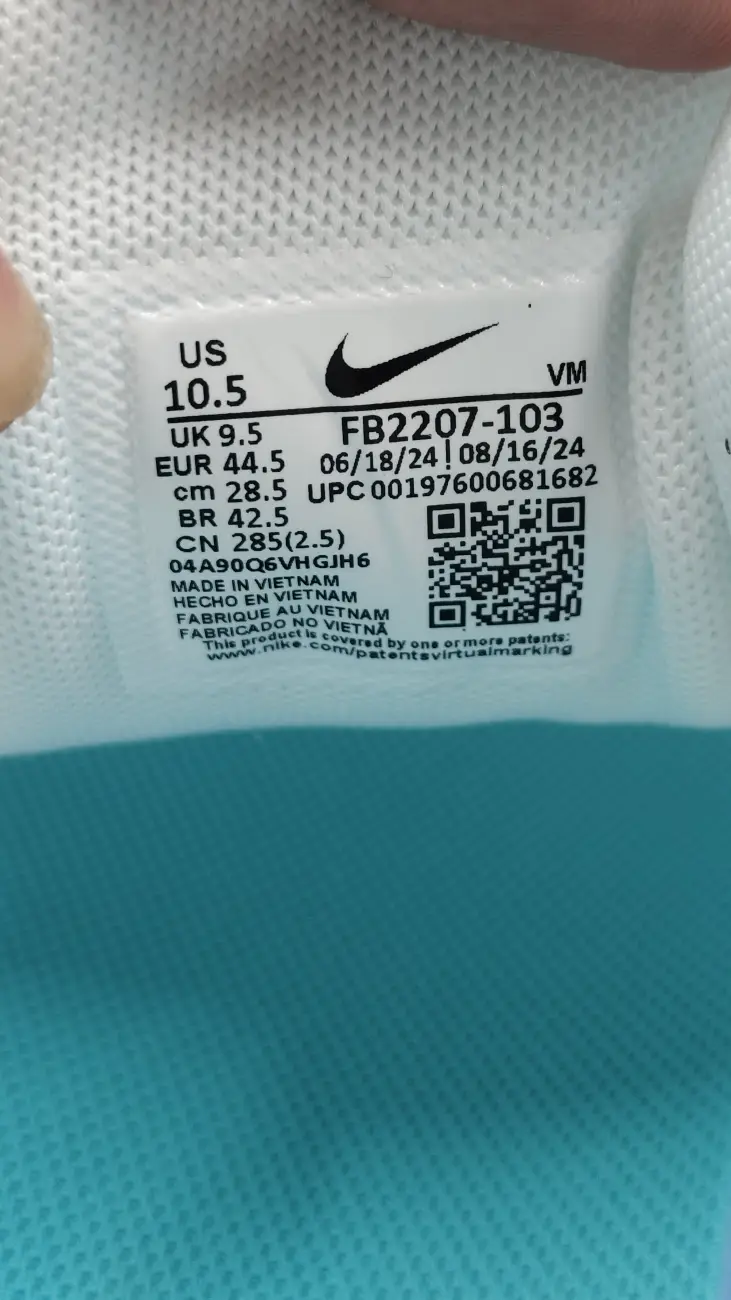 US
10.5
VM
UK 9.5
FB2207-103
EUR 44.5
06/18/24 | 08/16/24
cm 28.5
UPC 00197600681682
BR 42.5
CN 285(2.5)
04A90Q6VHGJH6
MADE IN VIETNAM
HECHO EN VIETNAM
FABRIQUE AU VIETNAM
FABRICADO NO VIETNÃ
This product is covered by one or more patents:
www.nike.com/patentsvirtualmarking